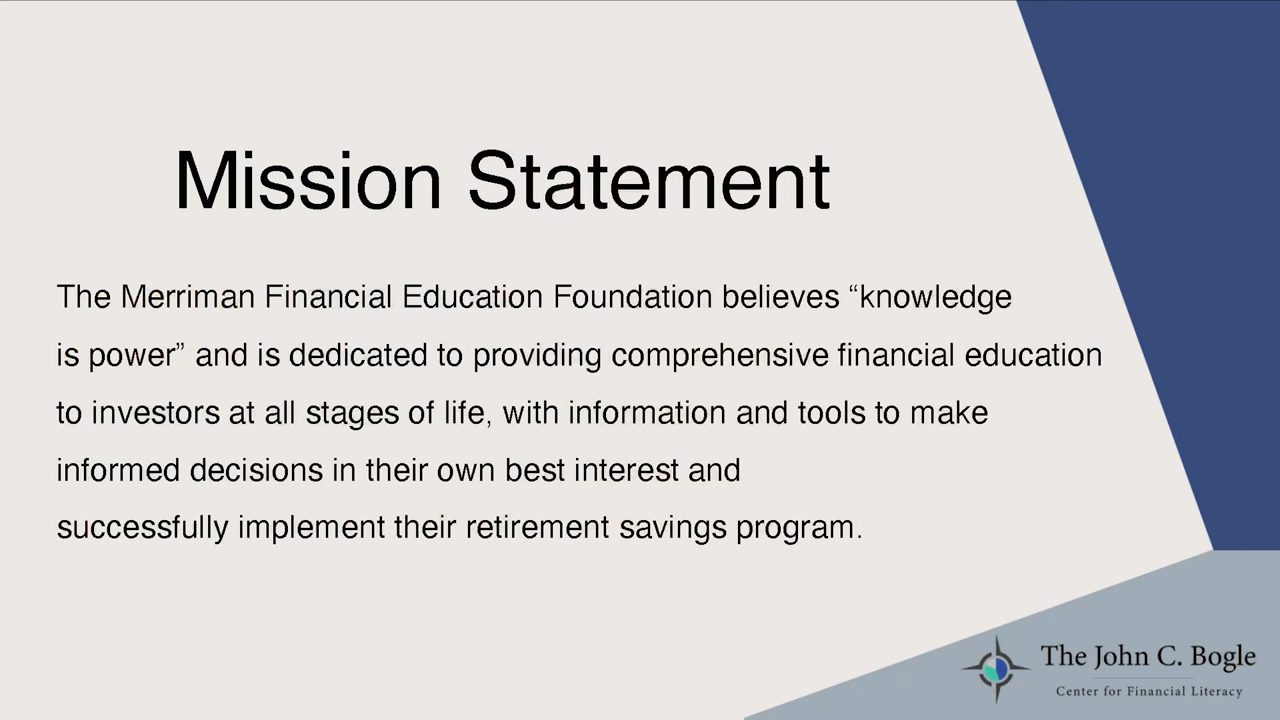 Mission Statement
The Merriman Financial Education Foundation believes “knowledge
is power” and is dedicated to providing comprehensive financial education
to investors at all stages of life, with information and tools to make
informed decisions in their own best interest and
successfully implement their retirement savings program.
The John C. Bogle
Center for Financial Literacy